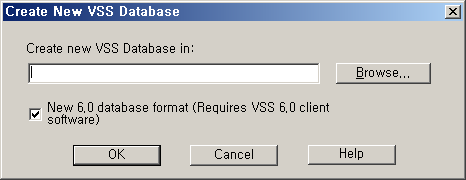 Create New VSS Database
Create new VSS Database in:
Browse...
New 6.0 database format (Requires VSS 6.0 client
software)
OK
Cancel
Help